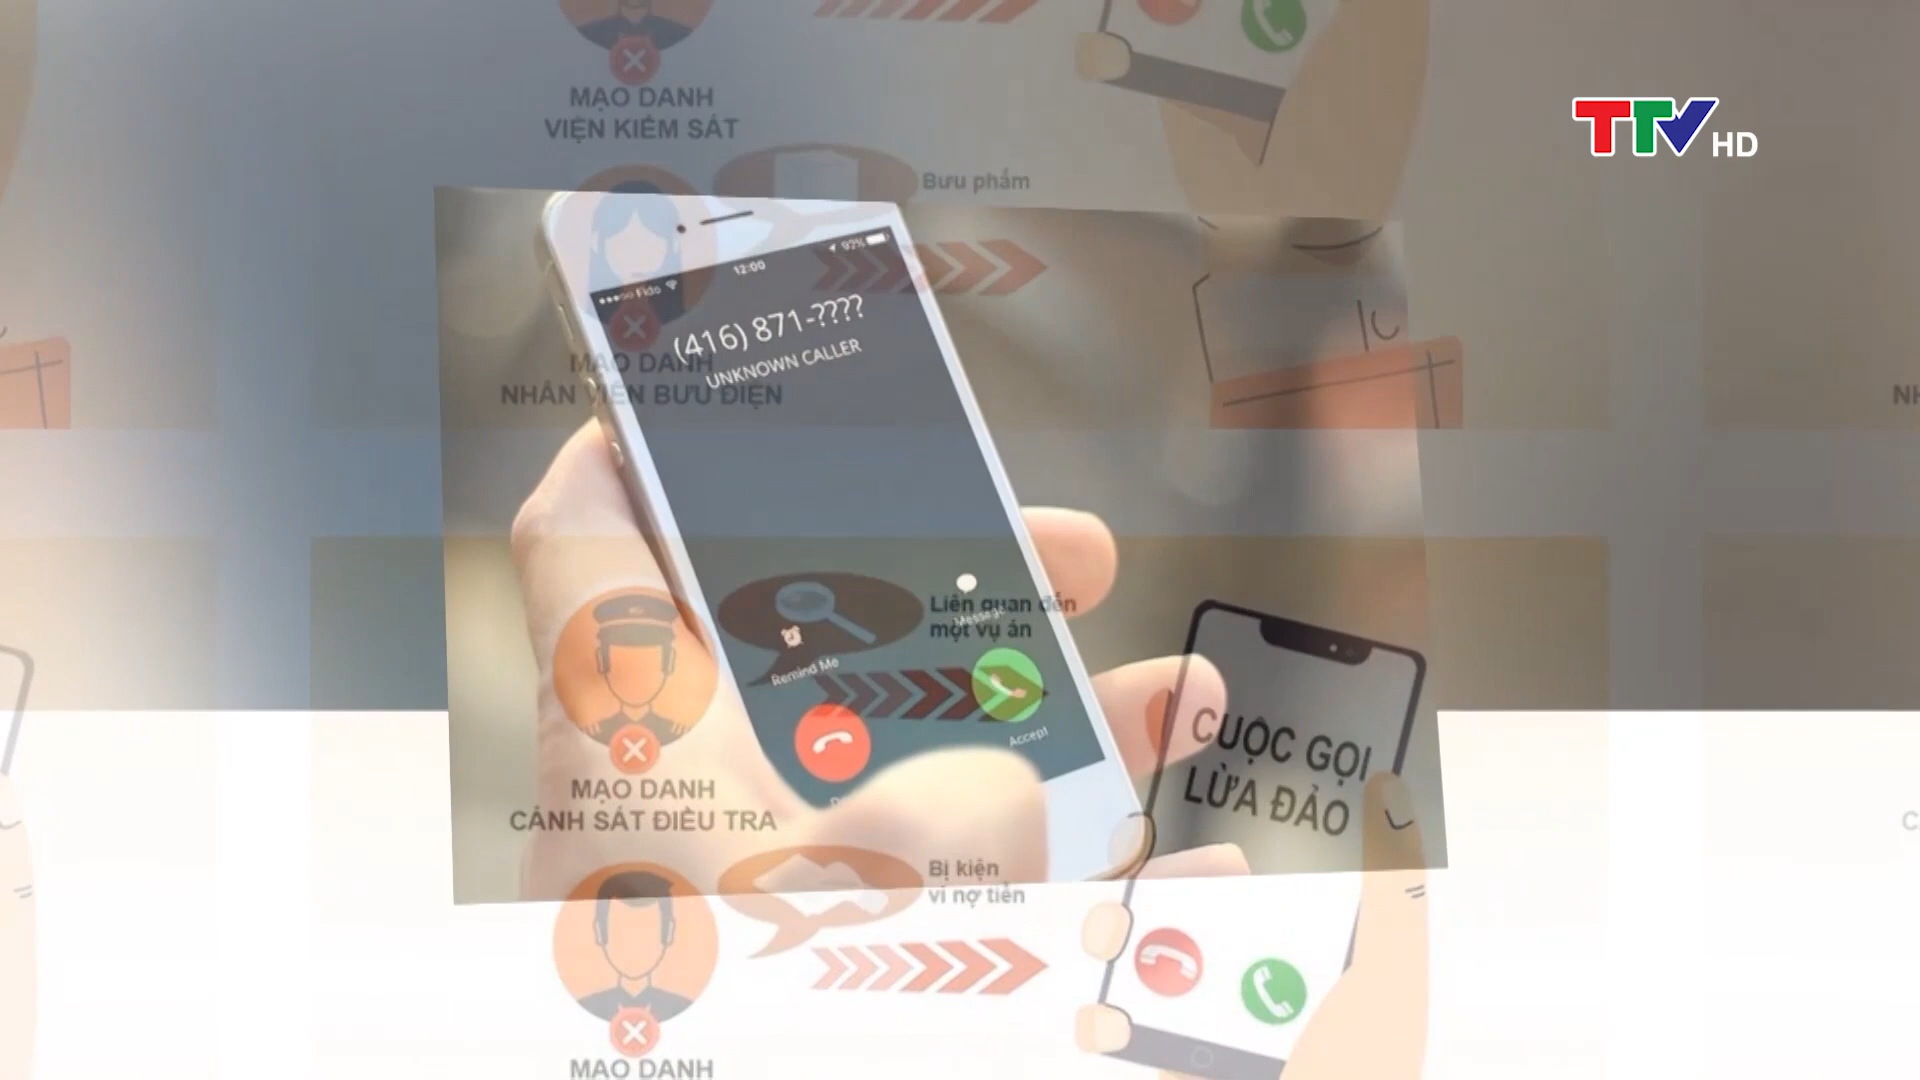 MẠO DANH
VIỆN KIỂM SÁT
TTV HD
Bưu phẩm
Fido
12:00
92%
(416) 871-????
UNKNOWN CALLER
MẠO DANH
NHÂN VIÊN BƯU ĐIỆN
NH
Liên quan đến
một vụ án
Message
Remind Me
Accept
CUỘC GỌI
LỪA ĐẢO
MẠO DANH
CẢNH SÁT ĐIỀU TRA
C
Bị kiện
vì nợ tiền
MẠO DANH